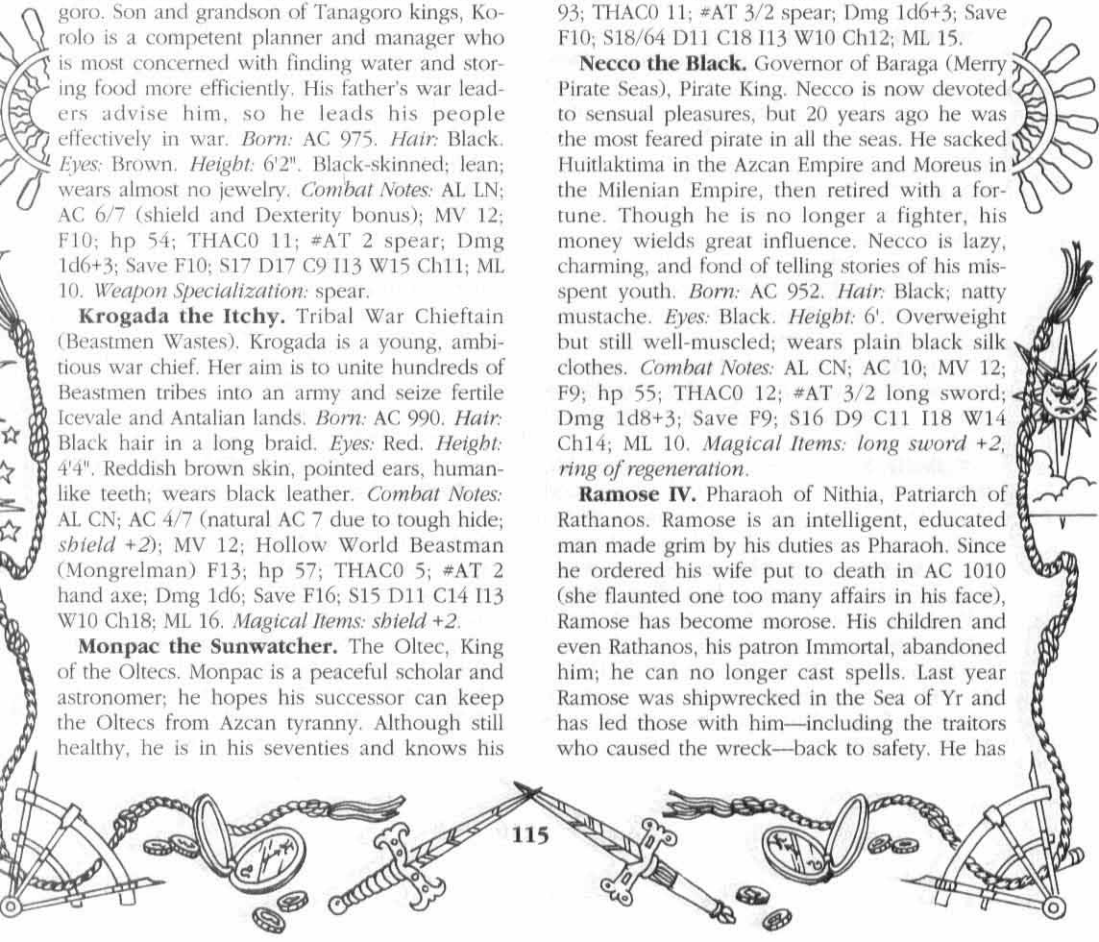 goro. Son and grandson of Tanagoro kings, Ko-
rolo is a competent planner and manager who
is most concerned with finding water and stor-
ing food more efficiently. His father's war lead-
ers advise him, so he leads his people
effectively in war. Born: AC 975. Hair: Black.
Eyes: Brown. Height: 6'2". Black-skinned; lean;
wears almost no jewelry. Combat Notes: AL LN;
AC 6/7 (shield and Dexterity bonus); MV 12;
F10; hp 54; THAC0 11; #AT 2 spear; Dmg
1d6+3; Save F10; S17 D17 C9 I13 W15 Ch11; ML
10. Weapon Specialization: spear.
Krogada the Itchy. Tribal War Chieftain
(Beastmen Wastes). Krogada is a young, ambi-
tious war chief. Her aim is to unite hundreds of
Beastmen tribes into an army and seize fertile
Icevale and Antalian lands. Born: AC 990. Hair:
Black hair in a long braid. Eyes: Red. Height:
4'4". Reddish brown skin, pointed ears, human-
like teeth; wears black leather. Combat Notes:
AL CN; AC 4/7 (natural AC 7 due to tough hide;
shield +2); MV 12; Hollow World Beastman
(Mongrelman) F13; hp 57; THAC0 5; #AT 2
hand axe; Dmg 1d6; Save F16; S15 D11 C14 I13
W10 Ch18; ML 16. Magical Items: shield +2.
Monpac the Sunwatcher. The Oltec, King
of the Oltecs. Monpac is a peaceful scholar and
astronomer; he hopes his successor can keep
the Oltecs from Azcan tyranny. Although still
healthy, he is in his seventies and knows his
93; THAC0 11; #AT 3/2 spear; Dmg 1d6+3; Save
F10; S18/64 D11 C18 I13 W10 Ch12; ML 15.
Necco the Black. Governor of Baraga (Merry
Pirate Seas), Pirate King. Necco is now devoted
to sensual pleasures, but 20 years ago he was
the most feared pirate in all the seas. He sacked
Huitlaktima in the Azcan Empire and Moreus in
the Milenian Empire, then retired with a for-
tune. Though he is no longer a fighter, his
money wields great influence. Necco is lazy,
charming, and fond of telling stories of his mis-
spent youth. Born: AC 952. Hair: Black; natty
mustache. Eyes: Black. Height: 6'. Overweight
but still well-muscled; wears plain black silk
clothes. Combat Notes: AL CN; AC 10; MV 12;
F9; hp 55; THAC0 12; #AT 3/2 long sword;
Dmg 1d8+3; Save F9; S16 D9 C11 I18 W14
Ch14; ML 10. Magical Items: long sword +2,
ring of regeneration.
Ramose IV. Pharaoh of Nithia, Patriarch of
Rathanos. Ramose is an intelligent, educated
man made grim by his duties as Pharaoh. Since
he ordered his wife put to death in AC 1010
(she flaunted one too many affairs in his face),
Ramose has become morose. His children and
even Rathanos, his patron Immortal, abandoned
him; he can no longer cast spells. Last year
Ramose was shipwrecked in the Sea of Yr and
has led those with him—including the traitors
who caused the wreck—back to safety. He has
115